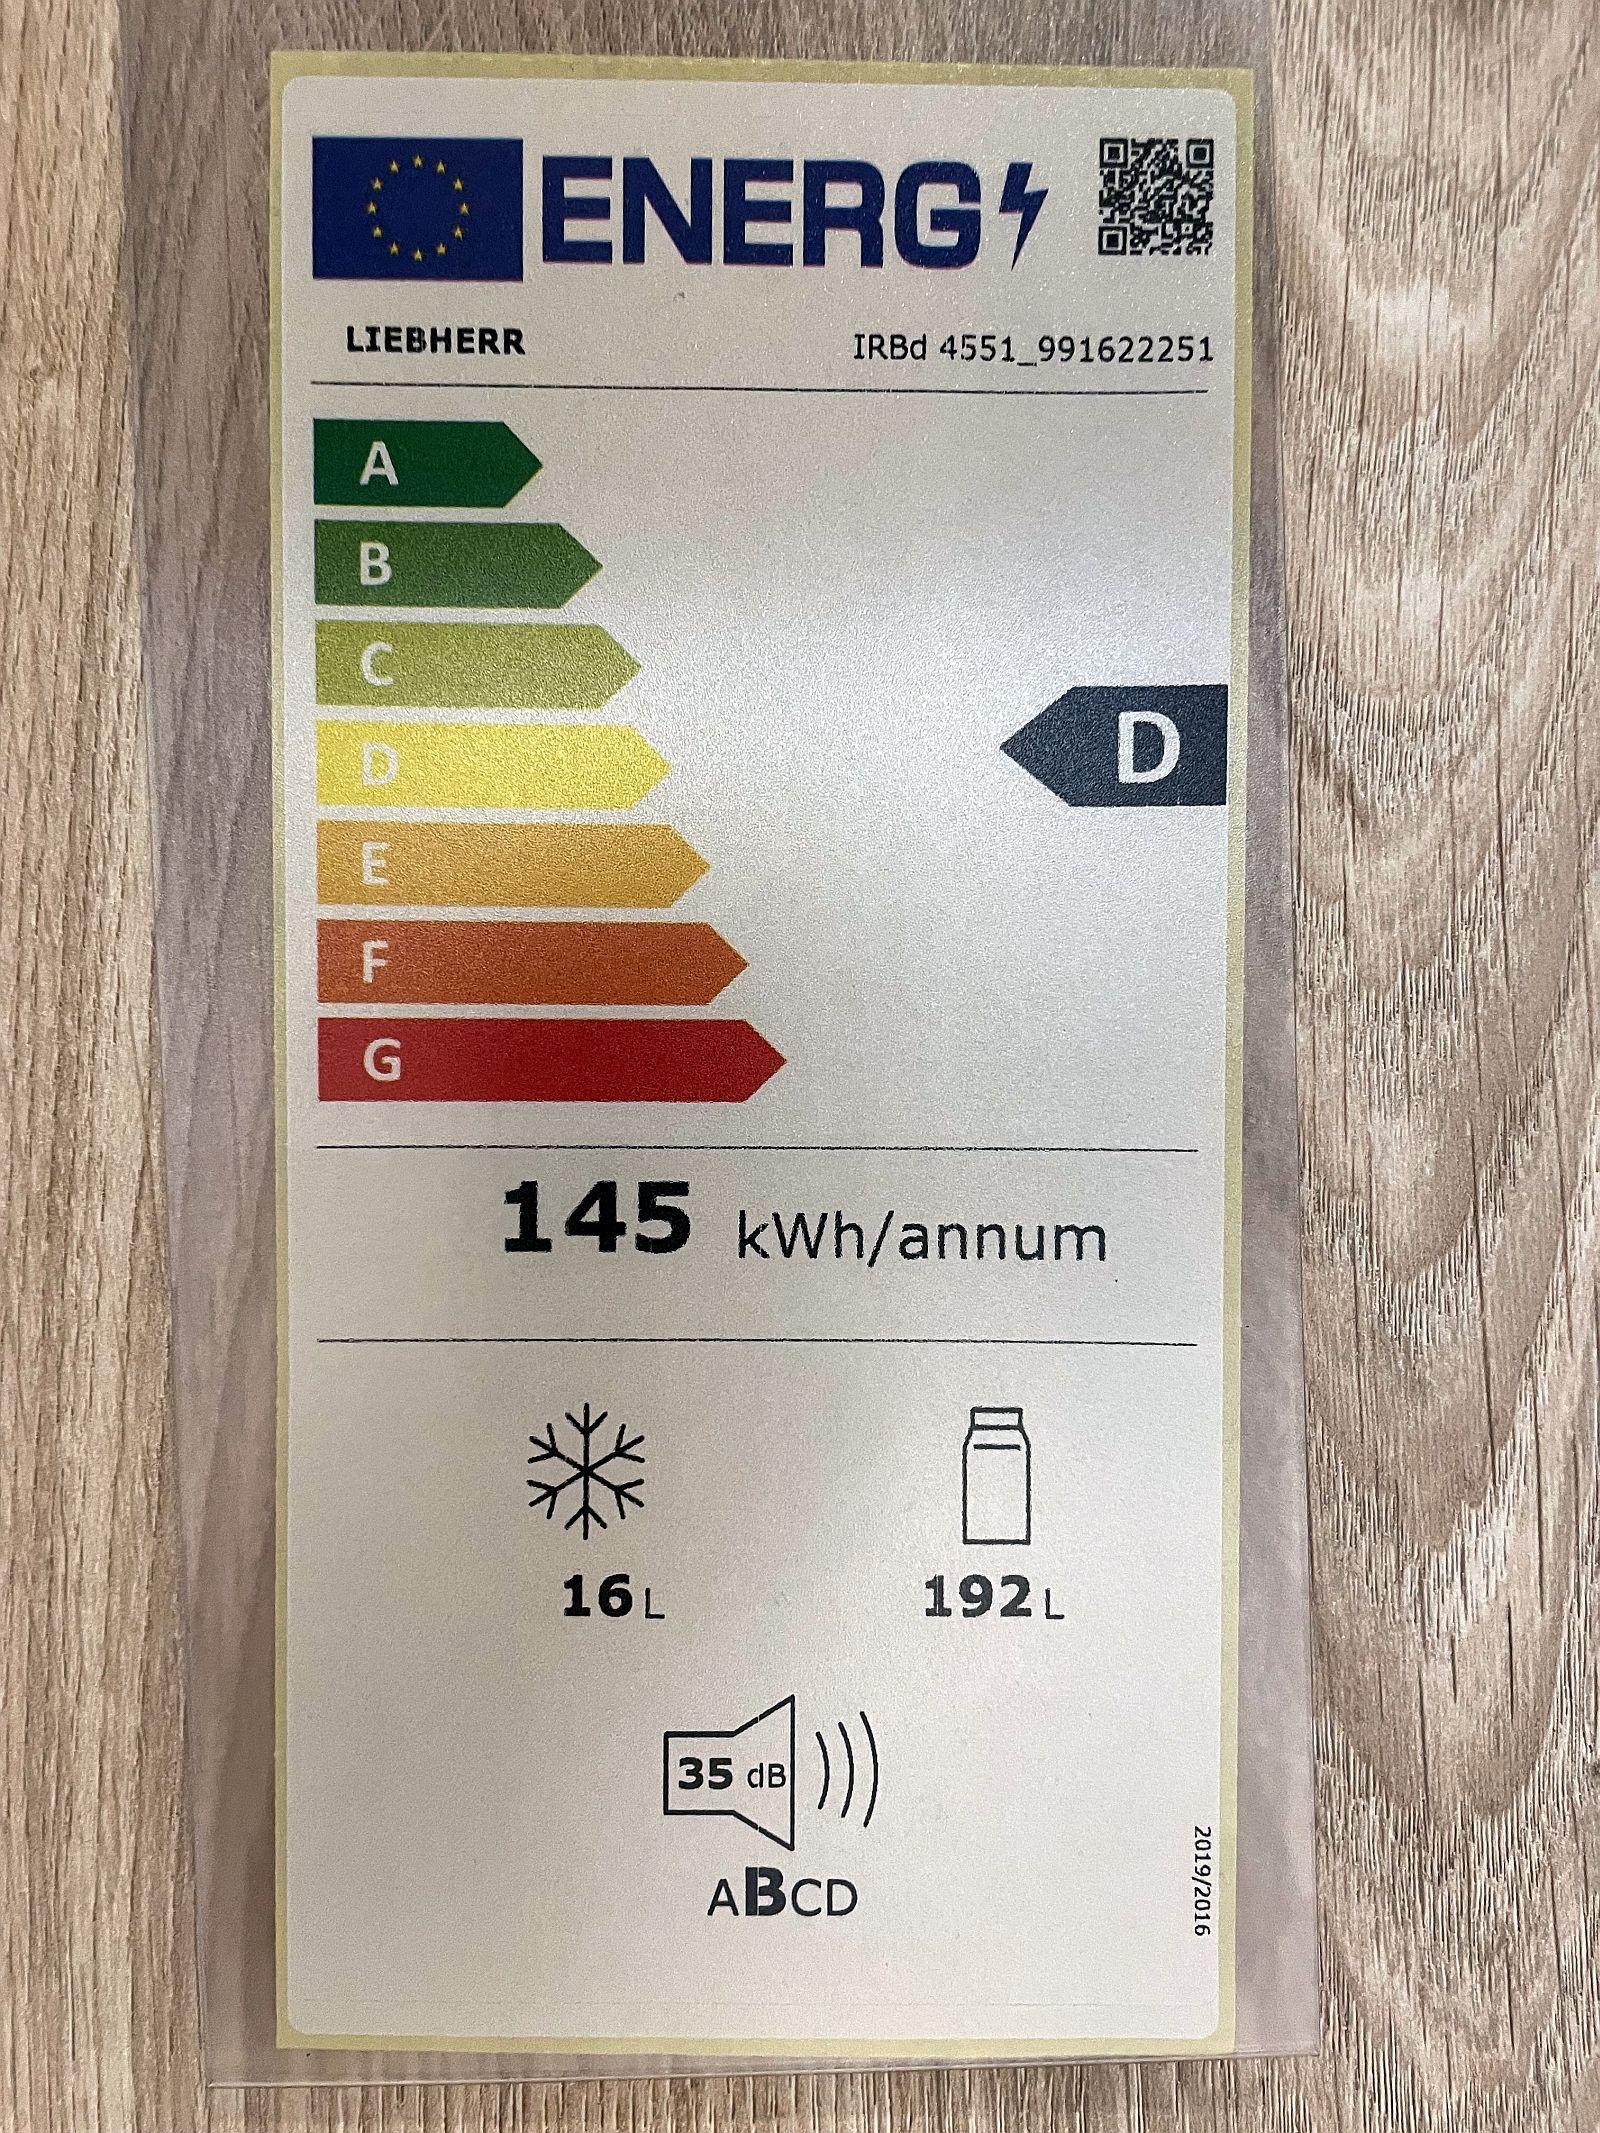 ENERG
LIEBHERR IRBd 4551_991622251
A
B
C
D
D
E
F
G
145 kWh/annum
16 L 192 L
35 dB
ABCD
2019/2016